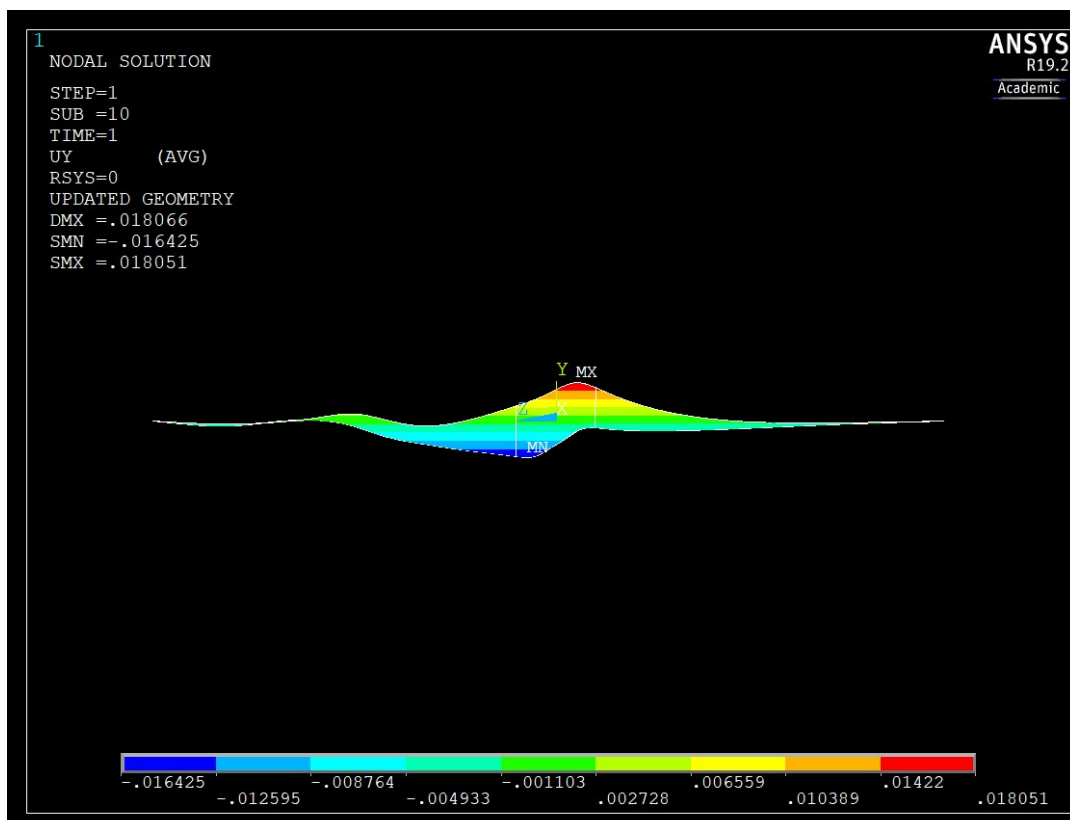 1
NODAL SOLUTION
STEP=1
SUB =10
TIME=1
UY (AVG)
RSYS=0
UPDATED GEOMETRY
DMX =.018066
SMN =-.016425
SMX =.018051
ANSYS
R19.2
Academic
Y MX
Z X
MN
-.016425 -.008764 -.001103 .006559 .01422
-.012595 -.004933 .002728 .010389 .018051